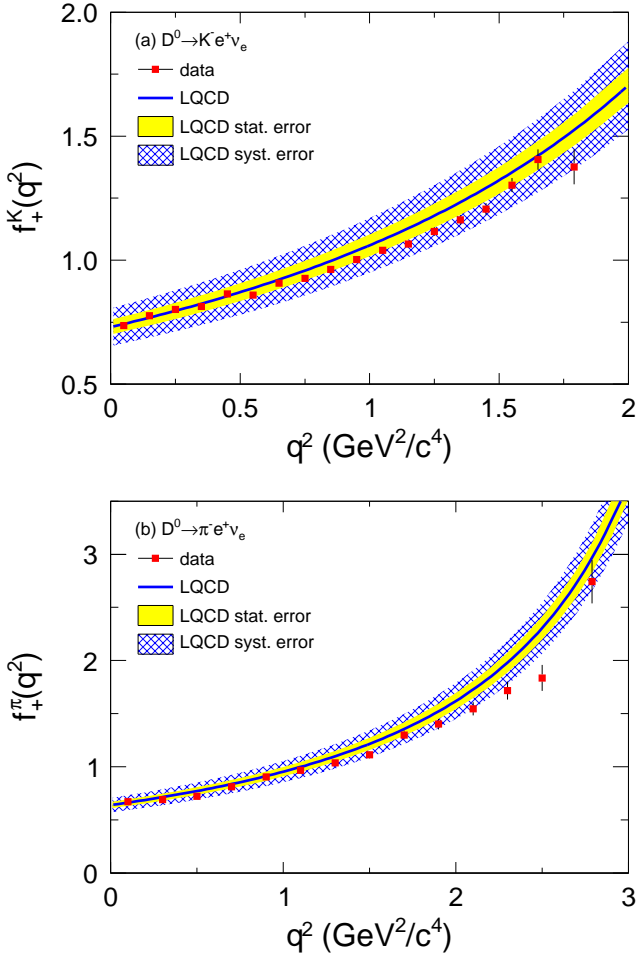 (a) D⁰→K⁻e⁺νₑ
data
LQCD
LQCD stat. error
LQCD syst. error
f₊ᴷ(q²)
2.0
1.5
1.0
0.5
0 0.5 1 1.5 2
q² (GeV²/c⁴)
(b) D⁰→π⁻e⁺νₑ
data
LQCD
LQCD stat. error
LQCD syst. error
f₊^π(q²)
3
2
1
0
0 1 2 3
q² (GeV²/c⁴)